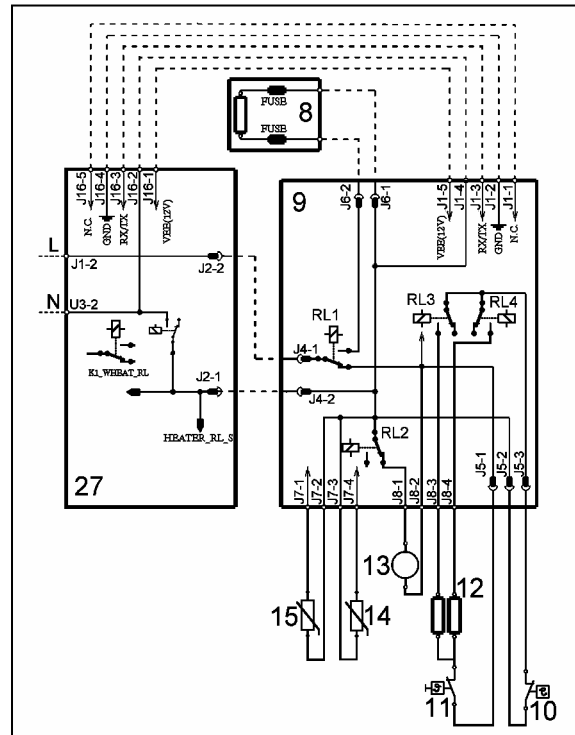 FUSE
8
FUSE
J16-5
J16-4
J16-3
J16-2
J16-1
N.C.
GND
RX/TX
VEE(12V)
9
J6-2
J6-1
J1-5
J1-4
J1-3
J1-2
J1-1
VEE(12V)
RX/TX
GND
N.C.
L
J1-2
J2-2
N
U3-2
K1_WHEAT_RL
J2-1
HEATER_RL_S
27
RL1
RL3
RL4
J4-1
J4-2
RL2
J5-1
J5-2
J5-3
J7-1
J7-2
J7-3
J7-4
J8-1
J8-2
J8-3
J8-4
13
15
14
12
11
10